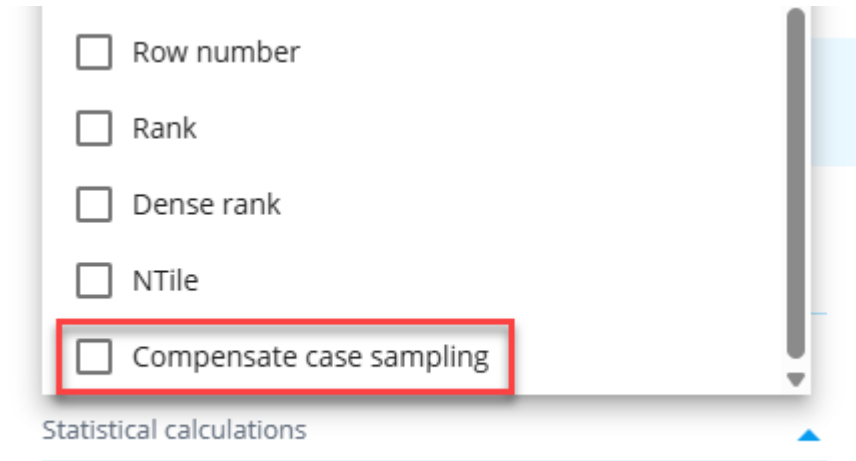 Row number
Rank
Dense rank
NTile
Compensate case sampling
Statistical calculations